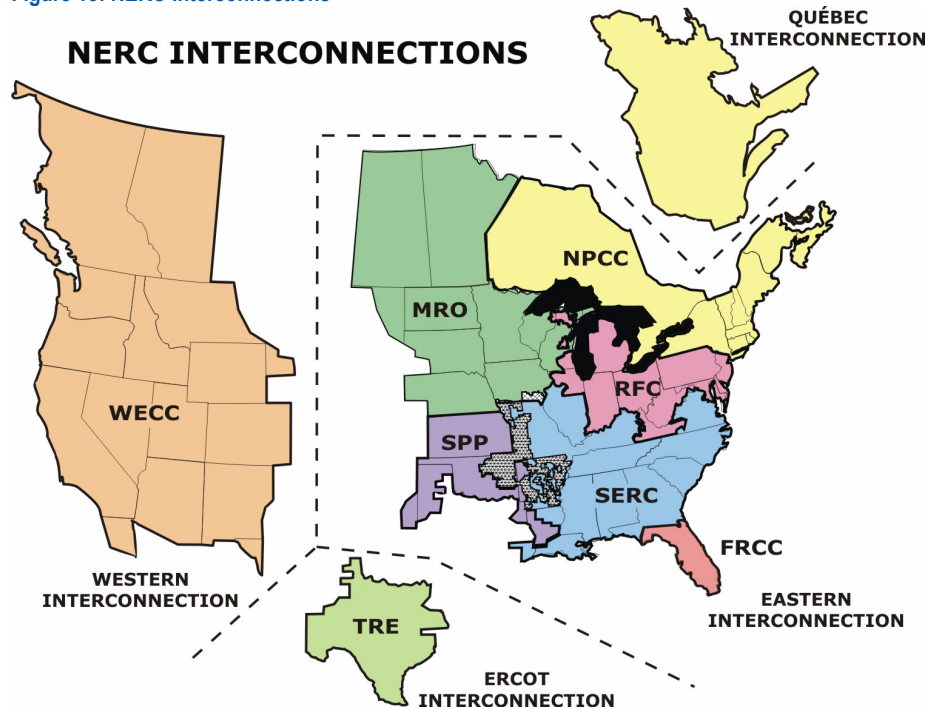 NERC INTERCONNECTIONS
QUÉBEC
INTERCONNECTION
NPCC
MRO
RFC
WECC
SPP
SERC
FRCC
WESTERN
INTERCONNECTION
EASTERN
INTERCONNECTION
TRE
ERCOT
INTERCONNECTION